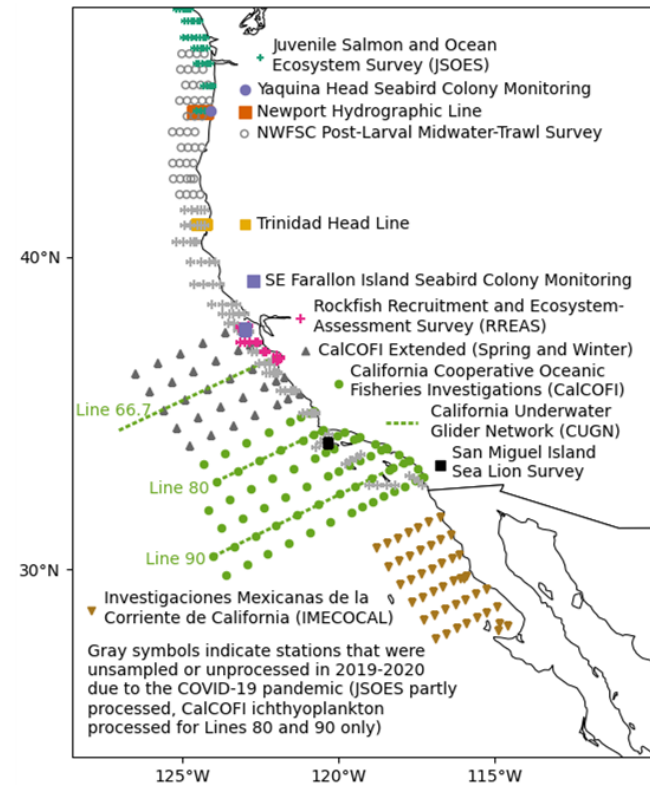 Juvenile Salmon and Ocean
Ecosystem Survey (JSOES)
Yaquina Head Seabird Colony Monitoring
Newport Hydrographic Line
NWFSC Post-Larval Midwater-Trawl Survey
Trinidad Head Line
40°N
SE Farallon Island Seabird Colony Monitoring
Rockfish Recruitment and Ecosystem-
Assessment Survey (RREAS)
CalCOFI Extended (Spring and Winter)
California Cooperative Oceanic
Fisheries Investigations (CalCOFI)
Line 66.7
California Underwater
Glider Network (CUGN)
San Miguel Island
Sea Lion Survey
Line 80
Line 90
30°N
Investigaciones Mexicanas de la
Corriente de California (IMECOCAL)
Gray symbols indicate stations that were
unsampled or unprocessed in 2019-2020
due to the COVID-19 pandemic (JSOES partly
processed, CalCOFI ichthyoplankton
processed for Lines 80 and 90 only)
125°W
120°W
115°W